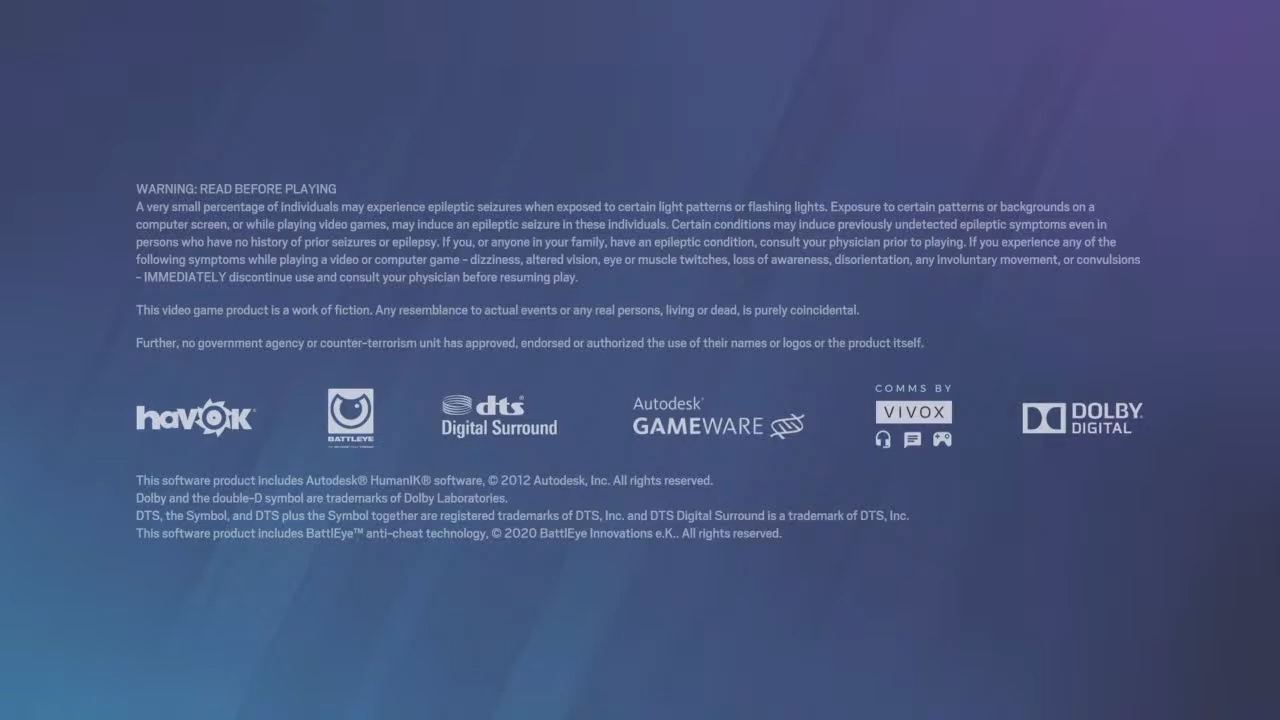 WARNING: READ BEFORE PLAYING
A very small percentage of individuals may experience epileptic seizures when exposed to certain light patterns or flashing lights. Exposure to certain patterns or backgrounds on a
computer screen, or while playing video games, may induce an epileptic seizure in these individuals. Certain conditions may induce previously undetected epileptic symptoms even in
persons who have no history of prior seizures or epilepsy. If you, or anyone in your family, have an epileptic condition, consult your physician prior to playing. If you experience any of the
following symptoms while playing a video or computer game - dizziness, altered vision, eye or muscle twitches, loss of awareness, disorientation, any involuntary movement, or convulsions
- IMMEDIATELY discontinue use and consult your physician before resuming play.
This video game product is a work of fiction. Any resemblance to actual events or any real persons, living or dead, is purely coincidental.
Further, no government agency or counter-terrorism unit has approved, endorsed or authorized the use of their names or logos or the product itself.
havok
BATTLEYE
dts
Digital Surround
Autodesk®
GAMEWARE
COMMS BY
VIVOX
DOLBY
DIGITAL
This software product includes Autodesk® HumanIK® software, © 2012 Autodesk, Inc. All rights reserved.
Dolby and the double-D symbol are trademarks of Dolby Laboratories.
DTS, the Symbol, and DTS plus the Symbol together are registered trademarks of DTS, Inc. and DTS Digital Surround is a trademark of DTS, Inc.
This software product includes BattlEye™ anti-cheat technology, © 2020 BattlEye Innovations e.K.. All rights reserved.